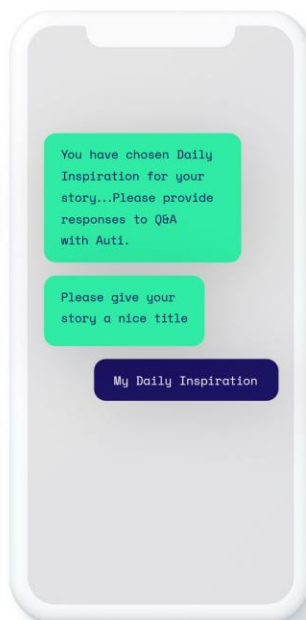 You have chosen Daily
Inspiration for your
story...Please provide
responses to Q&A
with Auti.
Please give your
story a nice title
My Daily Inspiration